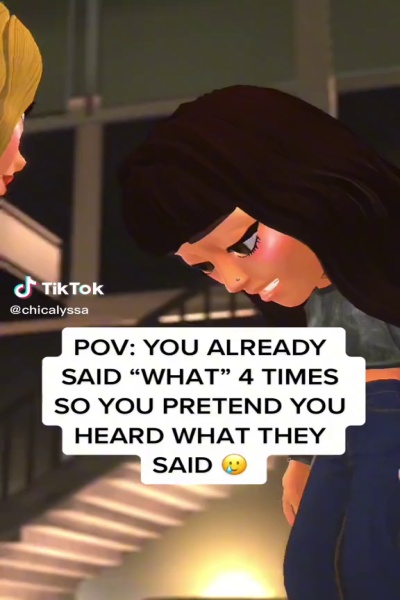 TikTok
@chicalyssa
POV: YOU ALREADY
SAID “WHAT” 4 TIMES
SO YOU PRETEND YOU
HEARD WHAT THEY
SAID 🥲